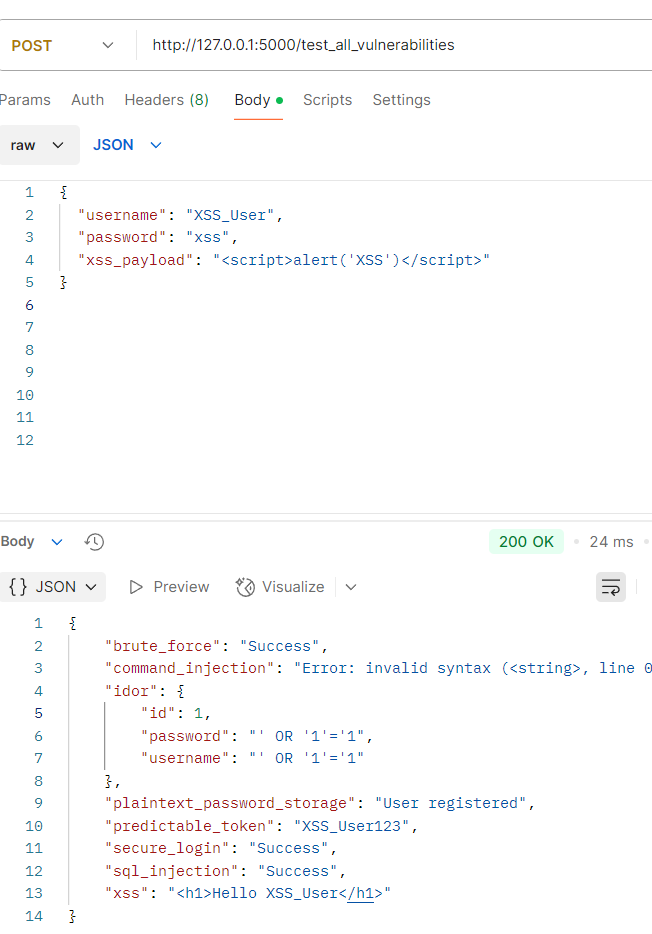 POST http://127.0.0.1:5000/test_all_vulnerabilities
Params Auth Headers (8) Body Scripts Settings
raw JSON
1 {
2 "username": "XSS_User",
3 "password": "xss",
4 "xss_payload": "<script>alert('XSS')</script>"
5 }
6
7
8
9
10
11
12
Body 200 OK 24 ms
{} JSON Preview Visualize
1 {
2 "brute_force": "Success",
3 "command_injection": "Error: invalid syntax (<string>, line 0
4 "idor": {
5 "id": 1,
6 "password": "' OR '1'='1",
7 "username": "' OR '1'='1"
8 },
9 "plaintext_password_storage": "User registered",
10 "predictable_token": "XSS_User123",
11 "secure_login": "Success",
12 "sql_injection": "Success",
13 "xss": "<h1>Hello XSS_User</h1>"
14 }